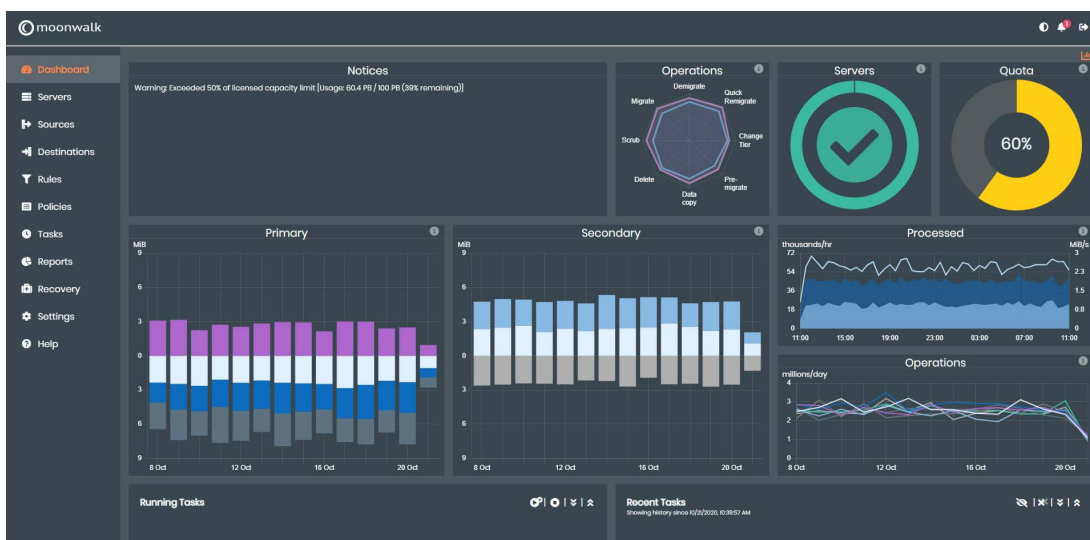 moonwalk
Dashboard
Servers
Sources
Destinations
Rules
Policies
Tasks
Reports
Recovery
Settings
Help
Notices
Warning: Exceeded 50% of licensed capacity limit [Usage: 60.4 PB / 100 PB (39% remaining)]
Operations
Demigrate
Quick
Remigrate
Change
Tier
Pre-
migrate
Data
copy
Delete
Scrub
Migrate
Servers
Quota
60%
Primary
MiB
9
6
3
0
3
6
9
8 Oct 12 Oct 16 Oct 20 Oct
Secondary
MiB
9
6
3
0
3
6
9
8 Oct 12 Oct 16 Oct 20 Oct
Processed
thousands/hr MiB/s
72 3
54 2.3
36 1.5
18 0.8
0 0
11:00 15:00 19:00 23:00 03:00 07:00 11:00
Operations
millions/day
4
3
2
1
0
8 Oct 12 Oct 16 Oct 20 Oct
Running Tasks
Recent Tasks
Showing history since 10/21/2020, 10:39:57 AM